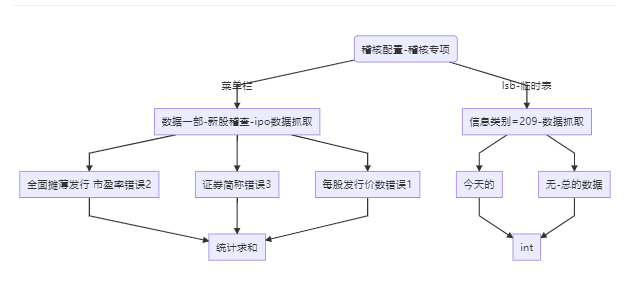 稽核配置-稽核专项
菜单栏
lsb-临时表
数据一部-新股稽查-ipo数据抓取
信息类别=209-数据抓取
全面摊薄发行 市盈率错误2
证券简称错误3
每股发行价数错误1
今天的
无-总的数据
统计求和
int